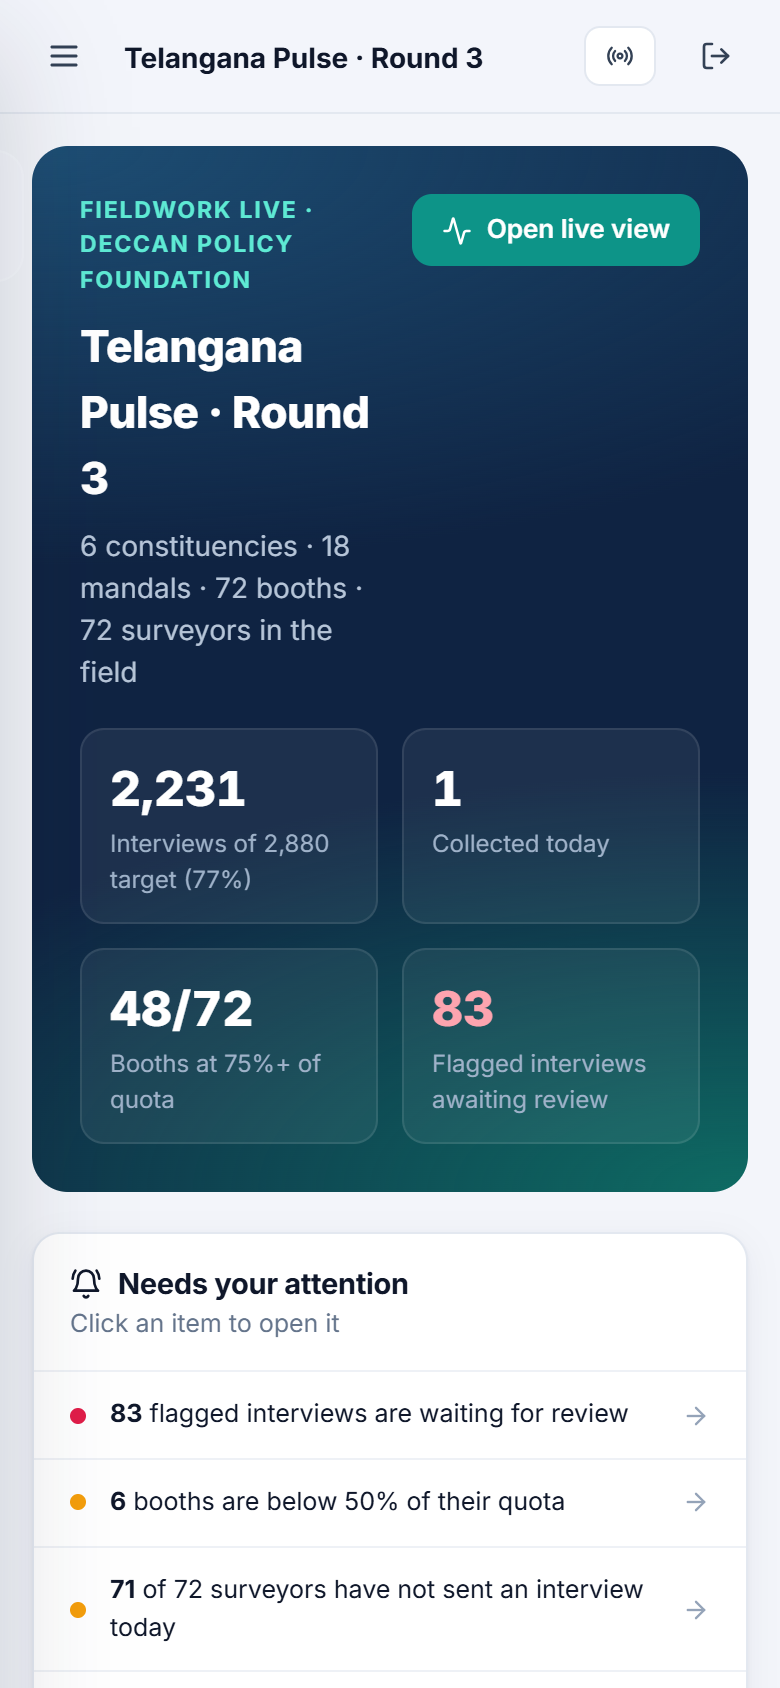 Telangana Pulse · Round 3
FIELDWORK LIVE ·
DECCAN POLICY
FOUNDATION
Open live view
Telangana
Pulse · Round
3
6 constituencies · 18
mandals · 72 booths ·
72 surveyors in the
field
2,231
Interviews of 2,880
target (77%)
1
Collected today
48/72
Booths at 75%+ of
quota
83
Flagged interviews
awaiting review
Needs your attention
Click an item to open it
83 flagged interviews are waiting for review
6 booths are below 50% of their quota
71 of 72 surveyors have not sent an interview
today